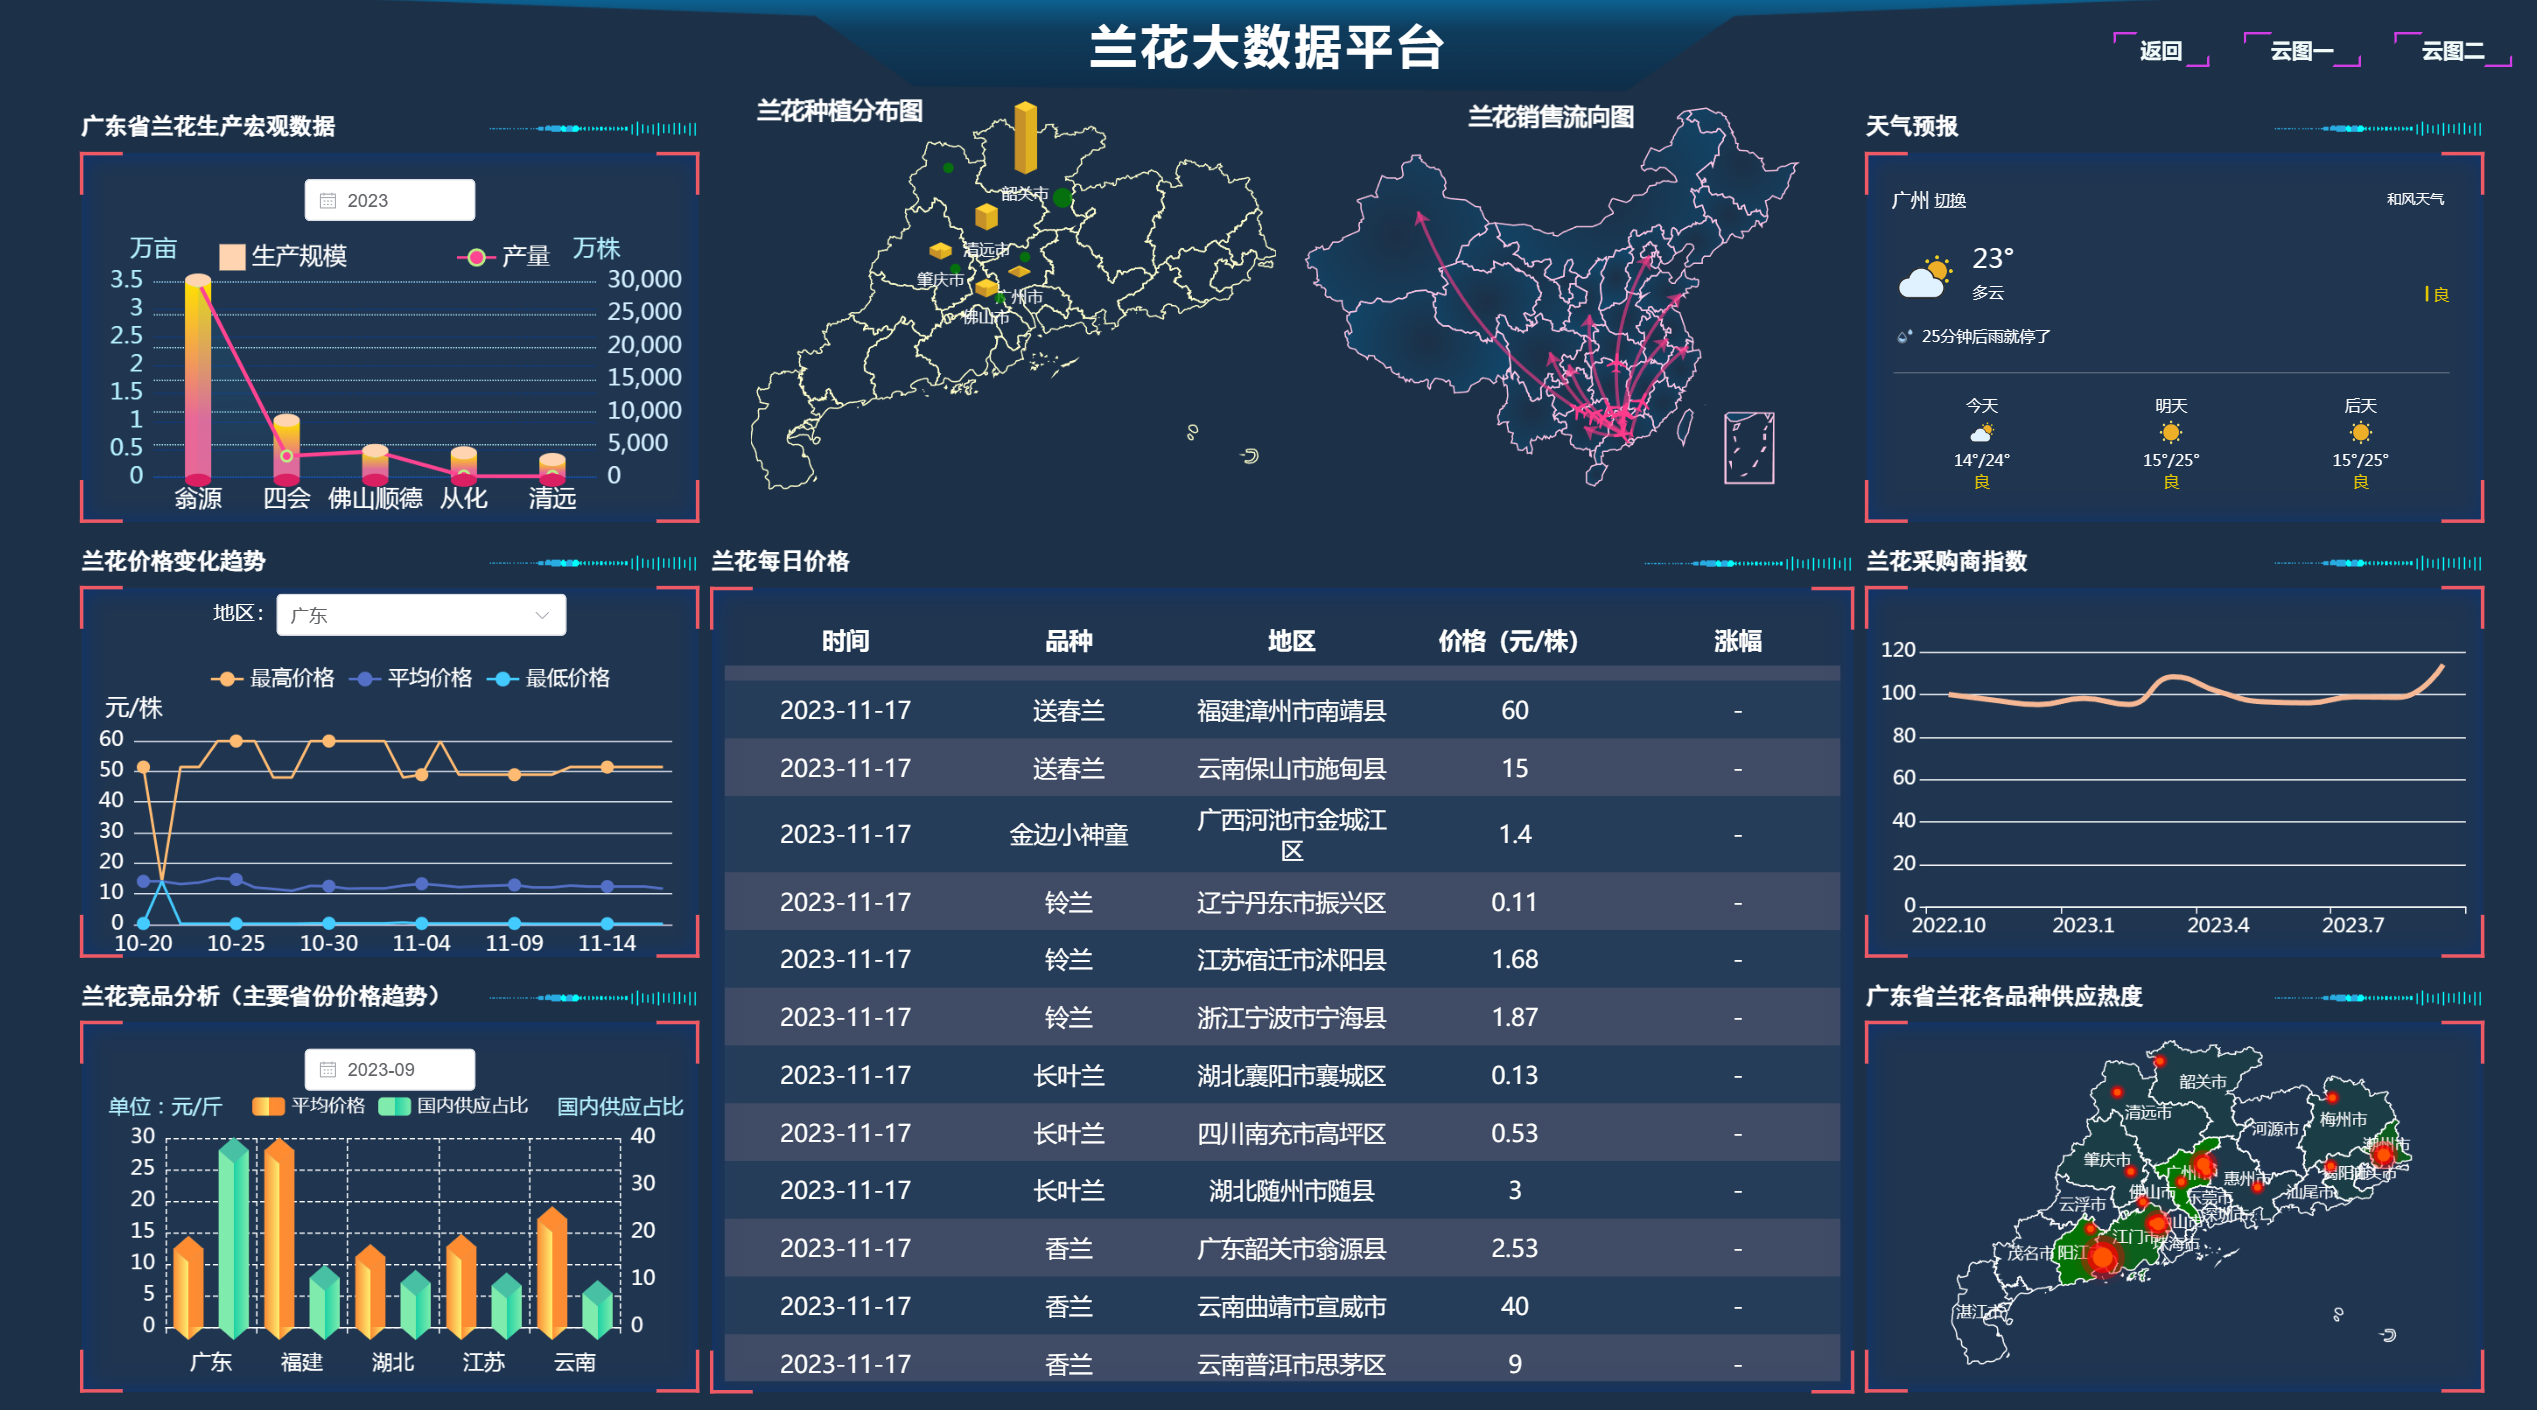 兰花大数据平台
返回
云图一
云图二
广东省兰花生产宏观数据
2023
万亩
生产规模
产量
万株
3.5
3
2.5
2
1.5
1
0.5
0
30,000
25,000
20,000
15,000
10,000
5,000
0
翁源
四会
佛山顺德
从化
清远
兰花种植分布图
韶关市
清远市
肇庆市
广州市
佛山市
兰花销售流向图
天气预报
广州 切换
和风天气
23°
多云
良
25分钟后雨就停了
今天
明天
后天
14°/24°
15°/25°
15°/25°
良
良
良
兰花价格变化趋势
地区：
广东
最高价格
平均价格
最低价格
元/株
60
50
40
30
20
10
0
10-20
10-25
10-30
11-04
11-09
11-14
兰花每日价格
时间 品种 地区 价格（元/株） 涨幅
2023-11-17 送春兰 福建漳州市南靖县 60 -
2023-11-17 送春兰 云南保山市施甸县 15 -
2023-11-17 金边小神童 广西河池市金城江区 1.4 -
2023-11-17 铃兰 辽宁丹东市振兴区 0.11 -
2023-11-17 铃兰 江苏宿迁市沭阳县 1.68 -
2023-11-17 铃兰 浙江宁波市宁海县 1.87 -
2023-11-17 长叶兰 湖北襄阳市襄城区 0.13 -
2023-11-17 长叶兰 四川南充市高坪区 0.53 -
2023-11-17 长叶兰 湖北随州市随县 3 -
2023-11-17 香兰 广东韶关市翁源县 2.53 -
2023-11-17 香兰 云南曲靖市宣威市 40 -
2023-11-17 香兰 云南普洱市思茅区 9 -
兰花采购商指数
120
100
80
60
40
20
0
2022.10
2023.1
2023.4
2023.7
兰花竞品分析（主要省份价格趋势）
2023-09
单位：元/斤
平均价格
国内供应占比
国内供应占比
30
25
20
15
10
5
0
40
30
20
10
0
广东
福建
湖北
江苏
云南
广东省兰花各品种供应热度
韶关市
清远市
梅州市
河源市
潮州市
肇庆市
广州
惠州市
揭阳
佛山市
东莞市
汕尾市
云浮市
深圳市
山市
江门市
珠海市
茂名市
阳江
湛江市